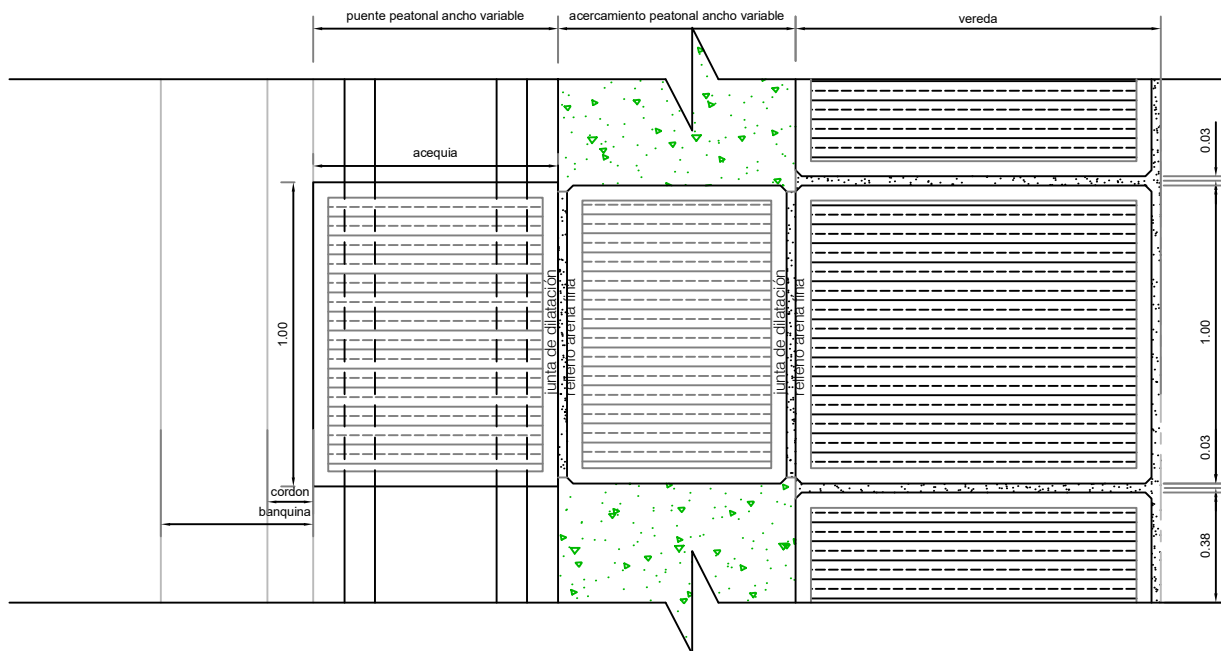 puente peatonal ancho variable
acercamiento peatonal ancho variable
vereda
acequia
0.03
1.00
junta de dilatación
relleno arena fina
junta de dilatación
relleno arena fina
1.00
0.03
cordon
banquina
0.38